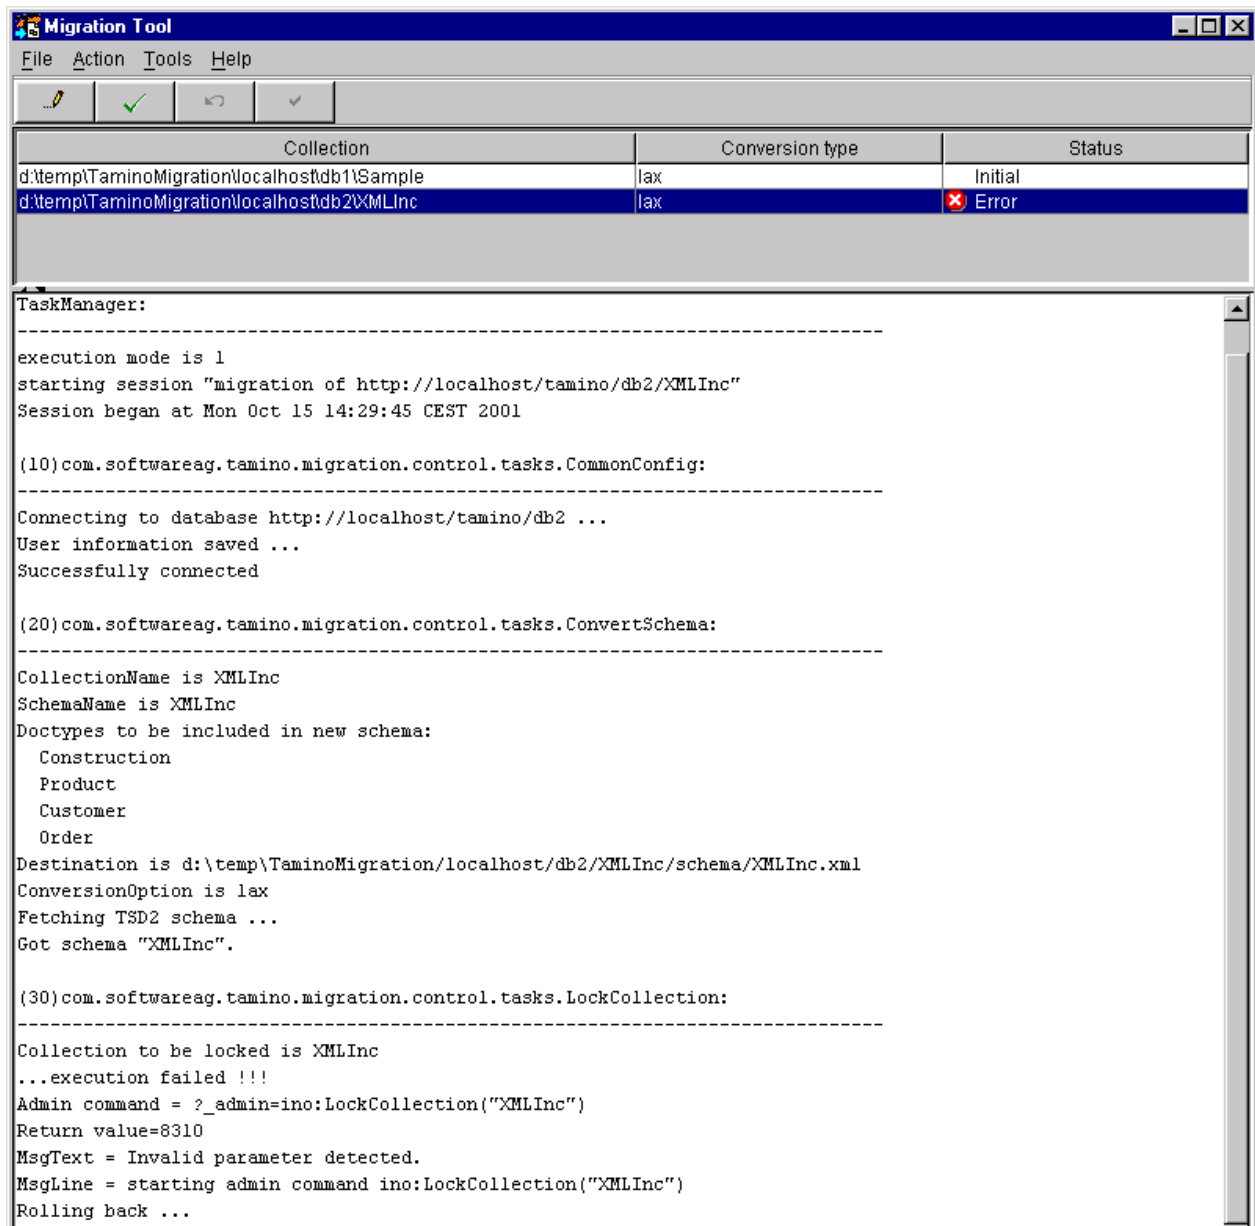 Migration Tool
File Action Tools Help
Collection Conversion type Status
d:\temp\TaminoMigration\localhost\db1\Sample lax Initial
d:\temp\TaminoMigration\localhost\db2\XMLInc lax Error
TaskManager:
-------------------------------------------------------------------------------
execution mode is 1
starting session "migration of http://localhost/tamino/db2/XMLInc"
Session began at Mon Oct 15 14:29:45 CEST 2001
(10)com.softwareag.tamino.migration.control.tasks.CommonConfig:
-------------------------------------------------------------------------------
Connecting to database http://localhost/tamino/db2 ...
User information saved ...
Successfully connected
(20)com.softwareag.tamino.migration.control.tasks.ConvertSchema:
-------------------------------------------------------------------------------
CollectionName is XMLInc
SchemaName is XMLInc
Doctypes to be included in new schema:
Construction
Product
Customer
Order
Destination is d:\temp\TaminoMigration/localhost/db2/XMLInc/schema/XMLInc.xml
ConversionOption is lax
Fetching TSD2 schema ...
Got schema "XMLInc".
(30)com.softwareag.tamino.migration.control.tasks.LockCollection:
-------------------------------------------------------------------------------
Collection to be locked is XMLInc
...execution failed !!!
Admin command = ?_admin=ino:LockCollection("XMLInc")
Return value=8310
MsgText = Invalid parameter detected.
MsgLine = starting admin command ino:LockCollection("XMLInc")
Rolling back ...